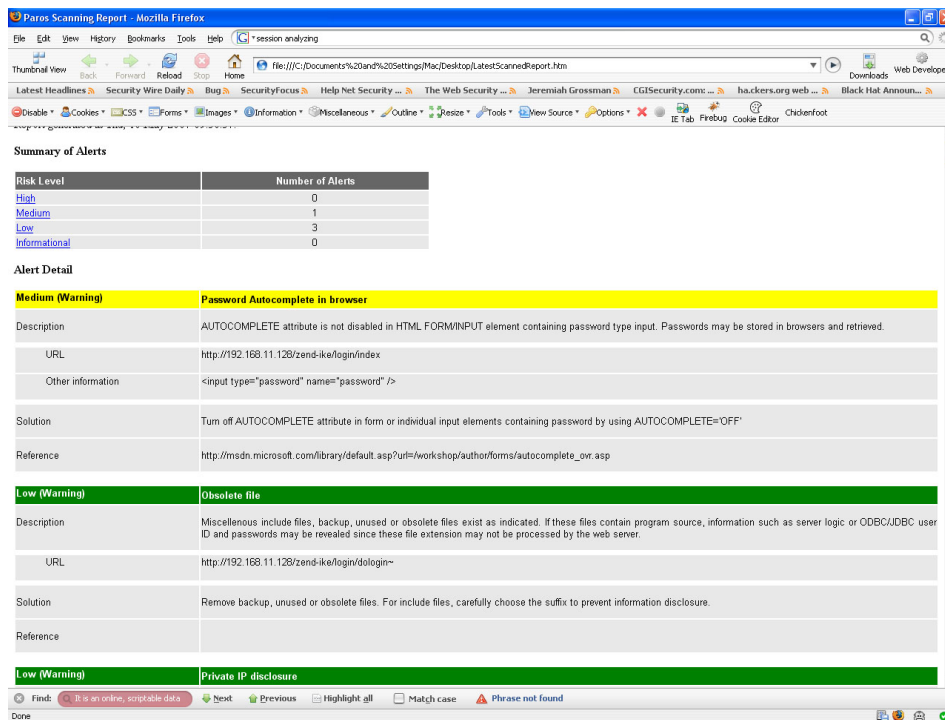 Paros Scanning Report - Mozilla Firefox
File Edit View History Bookmarks Tools Help session analyzing
Thumbnail View Back Forward Reload Stop Home file:///C:/Documents%20and%20Settings/Mac/Desktop/LatestScannedReport.htm Downloads Web Develope
Latest Headlines Security Wire Daily Bug SecurityFocus Help Net Security ... The Web Security ... Jeremiah Grossman CGISecurity.com: ... ha.ckers.org web ... Black Hat Announ...
Disable Cookies CSS Forms Images Information Miscellaneous Outline Resize Tools View Source Options IE Tab Firebug Cookie Editor Chickenfoot
Summary of Alerts
Risk Level Number of Alerts
High 0
Medium 1
Low 3
Informational 0
Alert Detail
Medium (Warning) Password Autocomplete in browser
Description AUTOCOMPLETE attribute is not disabled in HTML FORM/INPUT element containing password type input. Passwords may be stored in browsers and retrieved.
URL http://192.168.11.128/zend-ike/login/index
Other information <input type="password" name="password" />
Solution Turn off AUTOCOMPLETE attribute in form or individual input elements containing password by using AUTOCOMPLETE='OFF'
Reference http://msdn.microsoft.com/library/default.asp?url=/workshop/author/forms/autocomplete_ovr.asp
Low (Warning) Obsolete file
Description Miscellenous include files, backup, unused or obsolete files exist as indicated. If these files contain program source, information such as server logic or ODBC/JDBC user
ID and passwords may be revealed since these file extension may not be processed by the web server.
URL http://192.168.11.128/zend-ike/login/dologin~
Solution Remove backup, unused or obsolete files. For include files, carefully choose the suffix to prevent information disclosure.
Reference
Low (Warning) Private IP disclosure
Find: It is an online, scriptable data Next Previous Highlight all Match case Phrase not found
Done